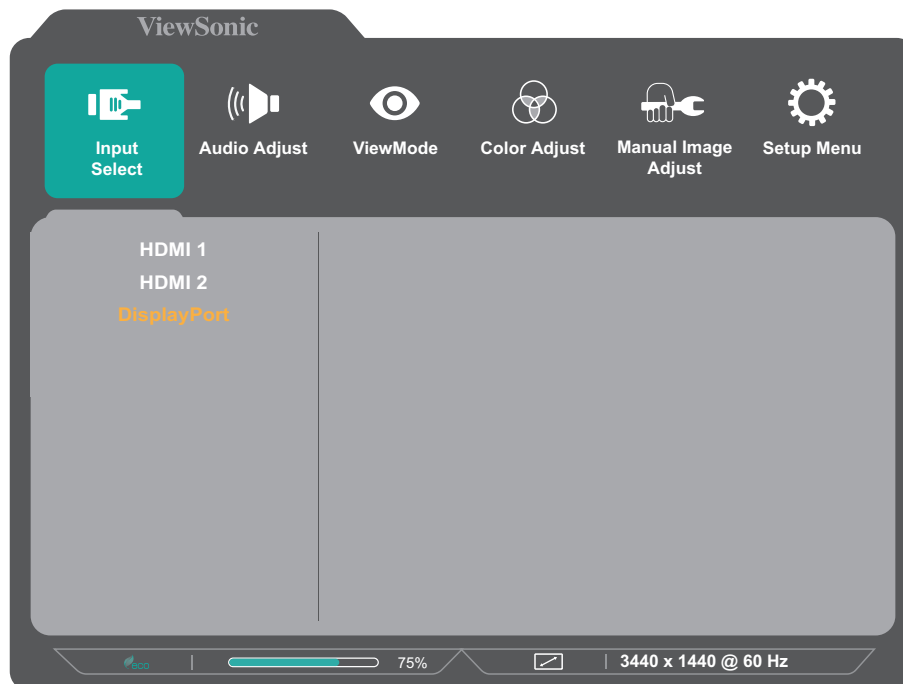 ViewSonic
Input
Select
Audio Adjust
ViewMode
Color Adjust
Manual Image
Adjust
Setup Menu
HDMI 1
HDMI 2
DisplayPort
ECO
75%
3440 x 1440 @ 60 Hz